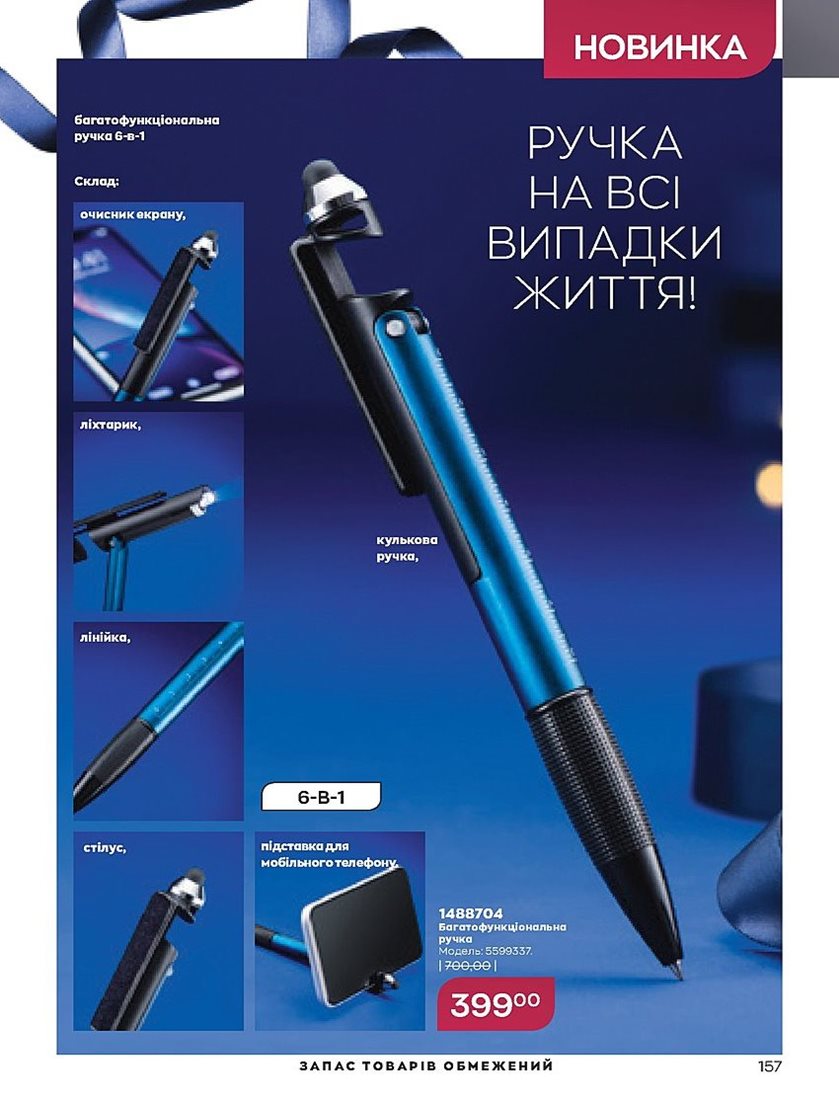 НОВИНКА
багатофункціональна
ручка 6-в-1
Склад:
РУЧКА
НА ВСІ
ВИПАДКИ
ЖИТТЯ!
очисник екрану,
ліхтарик,
кулькова
ручка,
лінійка,
6-В-1
стілус,
підставка для
мобільного телефону.
1488704
Багатофункціональна
ручка
Модель: 5599337.
| 700,00 |
399⁰⁰
ЗАПАС ТОВАРІВ ОБМЕЖЕНИЙ
157